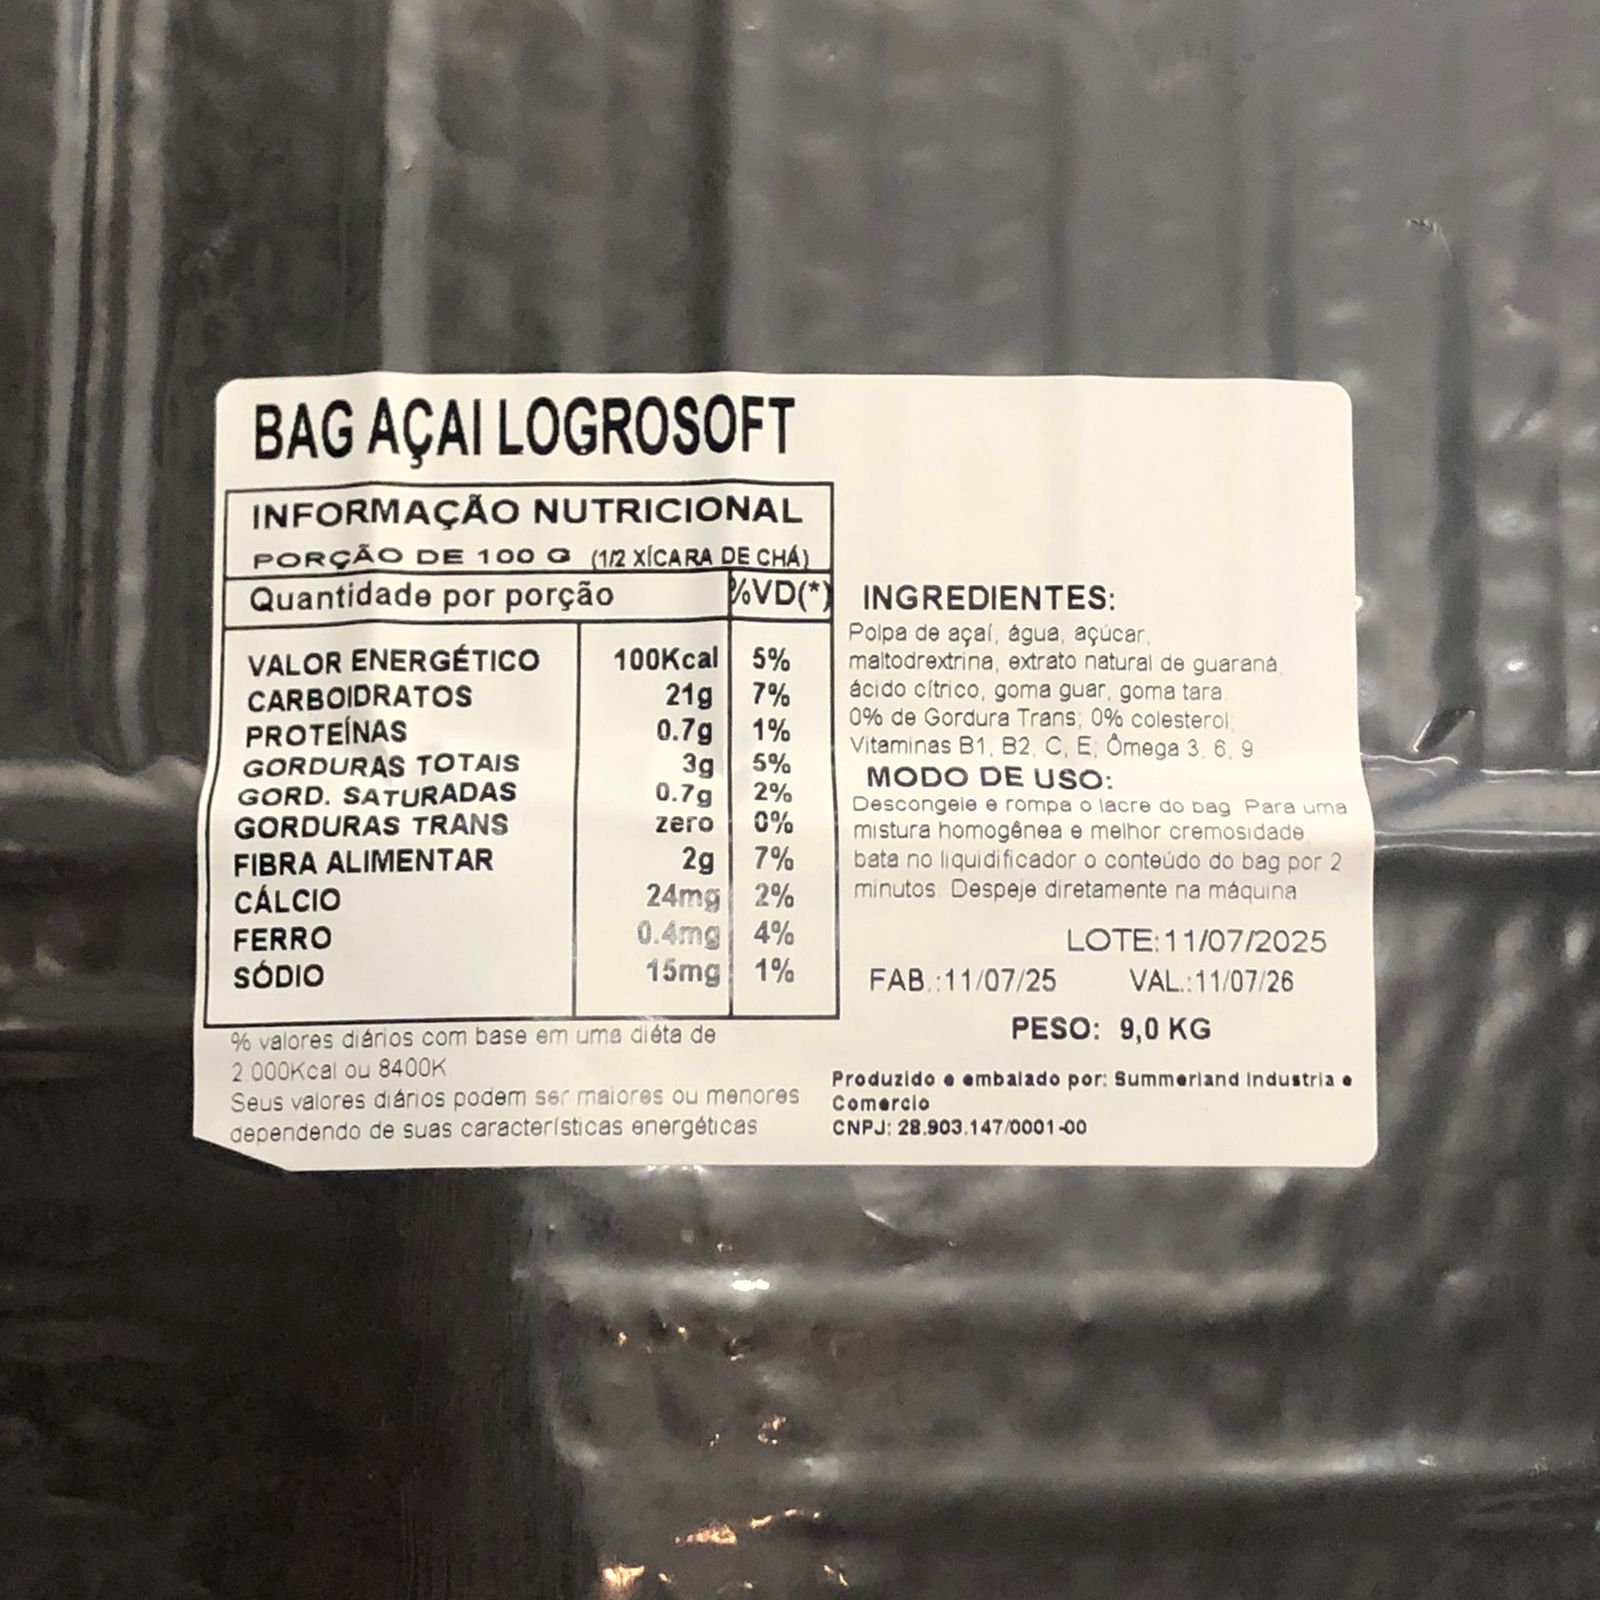 BAG AÇAI LOGROSOFT
INFORMAÇÃO NUTRICIONAL
PORÇÃO DE 100 G (1/2 XÍCARA DE CHÁ)
Quantidade por porção %VD(*)
VALOR ENERGÉTICO 100Kcal 5%
CARBOIDRATOS 21g 7%
PROTEÍNAS 0.7g 1%
GORDURAS TOTAIS 3g 5%
GORD. SATURADAS 0.7g 2%
GORDURAS TRANS zero 0%
FIBRA ALIMENTAR 2g 7%
CÁLCIO 24mg 2%
FERRO 0.4mg 4%
SÓDIO 15mg 1%
% valores diários com base em uma diéta de
2.000Kcal ou 8400K
Seus valores diários podem ser maiores ou menores
dependendo de suas características energéticas
INGREDIENTES:
Polpa de açaí, água, açúcar,
maltodrextrina, extrato natural de guaraná,
ácido cítrico, goma guar, goma tara.
0% de Gordura Trans; 0% colesterol;
Vitaminas B1, B2, C, E; Ômega 3, 6, 9
MODO DE USO:
Descongele e rompa o lacre do bag. Para uma
mistura homogênea e melhor cremosidade,
bata no liquidificador o conteúdo do bag por 2
minutos. Despeje diretamente na máquina
LOTE:11/07/2025
FAB.:11/07/25 VAL.:11/07/26
PESO: 9,0 KG
Produzido e embalado por: Summerland Industria e
Comercio
CNPJ: 28.903.147/0001-00